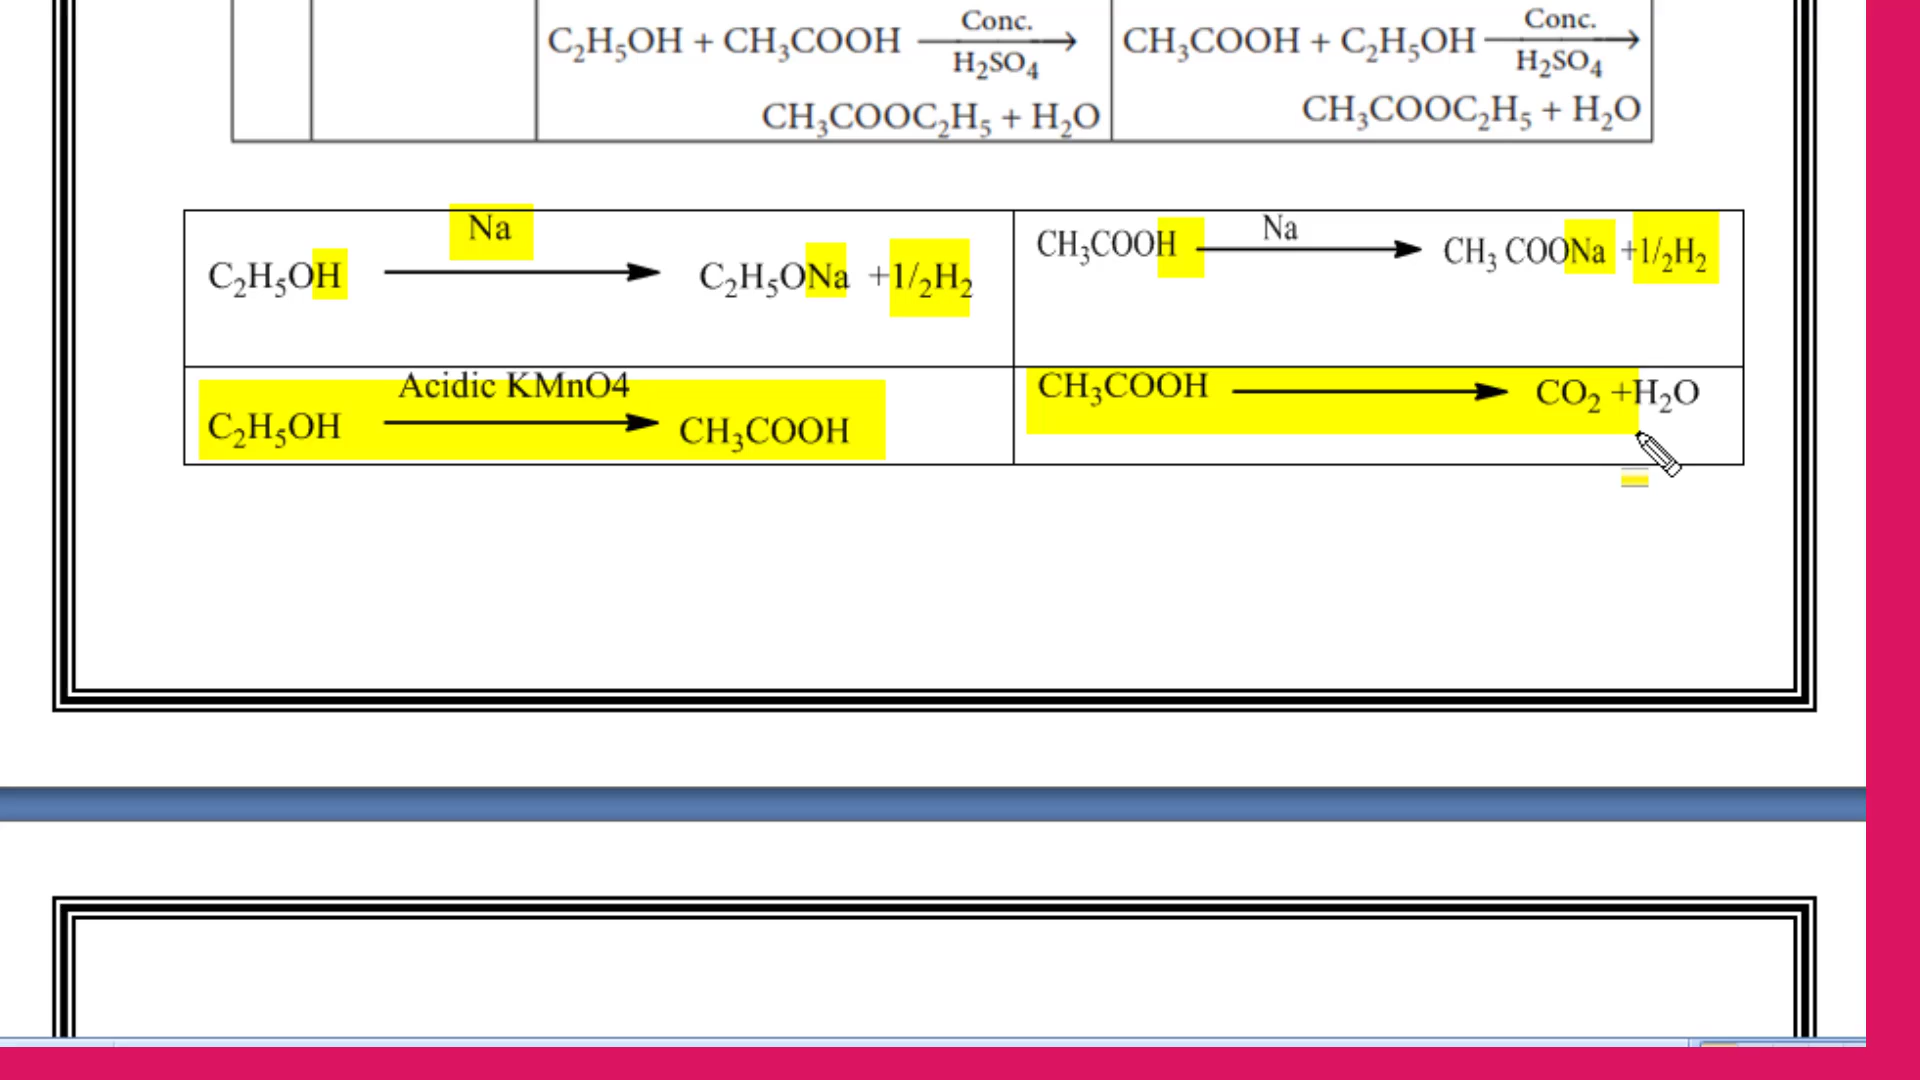 C₂H₅OH + CH₃COOH —Conc. H₂SO₄→
CH₃COOC₂H₅ + H₂O
CH₃COOH + C₂H₅OH —Conc. H₂SO₄→
CH₃COOC₂H₅ + H₂O
Na
C₂H₅OH → C₂H₅ONa +1/₂H₂
Na
CH₃COOH → CH₃ COONa +1/₂H₂
Acidic KMnO4
C₂H₅OH → CH₃COOH
CH₃COOH → CO₂ +H₂O